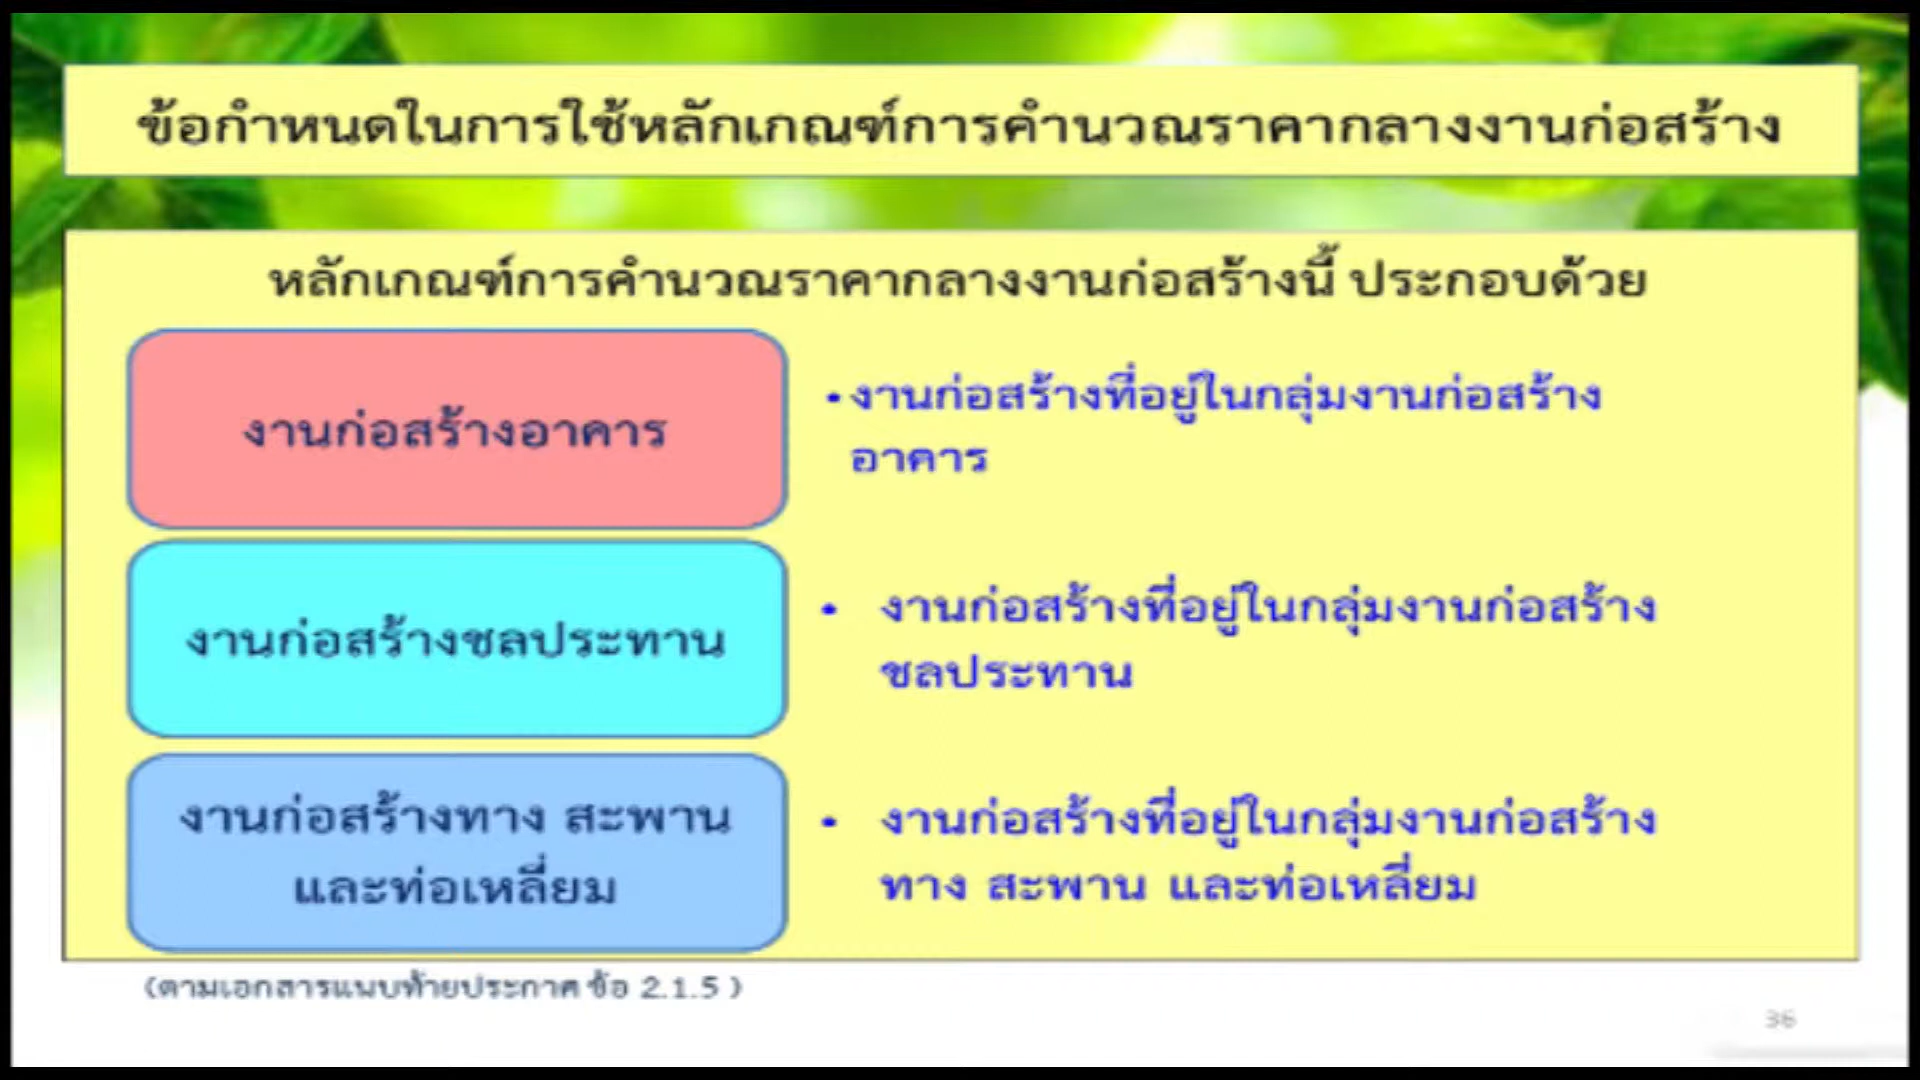 ข้อกำหนดในการใช้หลักเกณฑ์การคำนวณราคากลางงานก่อสร้าง
หลักเกณฑ์การคำนวณราคากลางงานก่อสร้างนี้ ประกอบด้วย
งานก่อสร้างอาคาร
• งานก่อสร้างที่อยู่ในกลุ่มงานก่อสร้าง
อาคาร
งานก่อสร้างชลประทาน
• งานก่อสร้างที่อยู่ในกลุ่มงานก่อสร้าง
ชลประทาน
งานก่อสร้างทาง สะพาน
และท่อเหลี่ยม
• งานก่อสร้างที่อยู่ในกลุ่มงานก่อสร้าง
ทาง สะพาน และท่อเหลี่ยม
(ตามเอกสารแนบท้ายประกาศ ข้อ 2.1.5 )
36